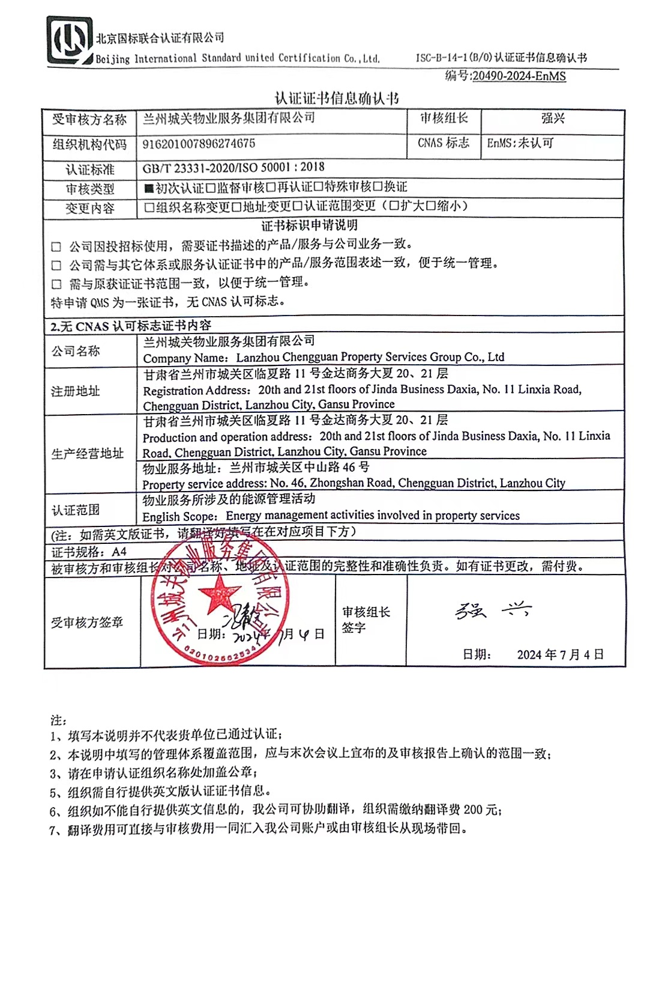 北京国标联合认证有限公司
Beijing International Standard united Certification Co.,Ltd.
ISC-B-14-1(B/0)认证证书信息确认书
编号:20490-2024-EnMS
认证证书信息确认书
受审核方名称 兰州城关物业服务集团有限公司 审核组长 强兴
组织机构代码 916201007896274675 CNAS 标志 EnMS:未认可
认证标准 GB/T 23331-2020/ISO 50001：2018
审核类型 ■初次认证□监督审核□再认证□特殊审核□换证
变更内容 □组织名称变更□地址变更□认证范围变更（□扩大□缩小）
证书标识申请说明
□ 公司因投招标使用，需要证书描述的产品/服务与公司业务一致。
□ 公司需与其它体系或服务认证证书中的产品/服务范围表述一致，便于统一管理。
□ 需与原获证证书范围一致，以便于统一管理。
特申请 QMS 为一张证书，无 CNAS 认可标志。
2.无 CNAS 认可标志证书内容
公司名称
兰州城关物业服务集团有限公司
Company Name：Lanzhou Chengguan Property Services Group Co., Ltd
注册地址
甘肃省兰州市城关区临夏路 11 号金达商务大夏 20、21 层
Registration Address：20th and 21st floors of Jinda Business Daxia, No. 11 Linxia Road,
Chengguan District, Lanzhou City, Gansu Province
生产经营地址
甘肃省兰州市城关区临夏路 11 号金达商务大夏 20、21 层
Production and operation address：20th and 21st floors of Jinda Business Daxia, No. 11 Linxia
Road, Chengguan District, Lanzhou City, Gansu Province
物业服务地址：兰州市城关区中山路 46 号
Property service address: No. 46, Zhongshan Road, Chengguan District, Lanzhou City
认证范围
物业服务所涉及的能源管理活动
English Scope：Energy management activities involved in property services
(注：如需英文版证书，请翻译好填写在在对应项目下方）
证书规格：A4
被审核方和审核组长对公司名称、地址及认证范围的完整性和准确性负责。如有证书更改，需付费。
受审核方签章
兰州城关物业服务集团有限公司
日期：2024年7月4日
审核组长
签字
强兴
日期： 2024 年 7 月 4 日
注：
1、填写本说明并不代表贵单位已通过认证；
2、本说明中填写的管理体系覆盖范围，应与末次会议上宣布的及审核报告上确认的范围一致；
3、请在申请认证组织名称处加盖公章；
5、组织需自行提供英文版认证证书信息。
6、组织如不能自行提供英文信息的，我公司可协助翻译，组织需缴纳翻译费 200 元；
7、翻译费用可直接与审核费用一同汇入我公司账户或由审核组长从现场带回。